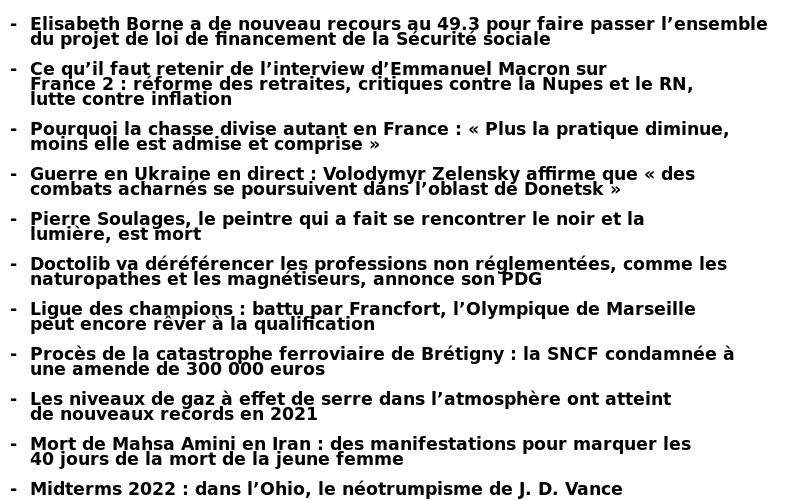 - Elisabeth Borne a de nouveau recours au 49.3 pour faire passer l’ensemble
du projet de loi de financement de la Sécurité sociale
- Ce qu’il faut retenir de l’interview d’Emmanuel Macron sur
France 2 : réforme des retraites, critiques contre la Nupes et le RN,
lutte contre inflation
- Pourquoi la chasse divise autant en France : « Plus la pratique diminue,
moins elle est admise et comprise »
- Guerre en Ukraine en direct : Volodymyr Zelensky affirme que « des
combats acharnés se poursuivent dans l’oblast de Donetsk »
- Pierre Soulages, le peintre qui a fait se rencontrer le noir et la
lumière, est mort
- Doctolib va déréférencer les professions non réglementées, comme les
naturopathes et les magnétiseurs, annonce son PDG
- Ligue des champions : battu par Francfort, l’Olympique de Marseille
peut encore rêver à la qualification
- Procès de la catastrophe ferroviaire de Brétigny : la SNCF condamnée à
une amende de 300 000 euros
- Les niveaux de gaz à effet de serre dans l’atmosphère ont atteint
de nouveaux records en 2021
- Mort de Mahsa Amini en Iran : des manifestations pour marquer les
40 jours de la mort de la jeune femme
- Midterms 2022 : dans l’Ohio, le néotrumpisme de J. D. Vance